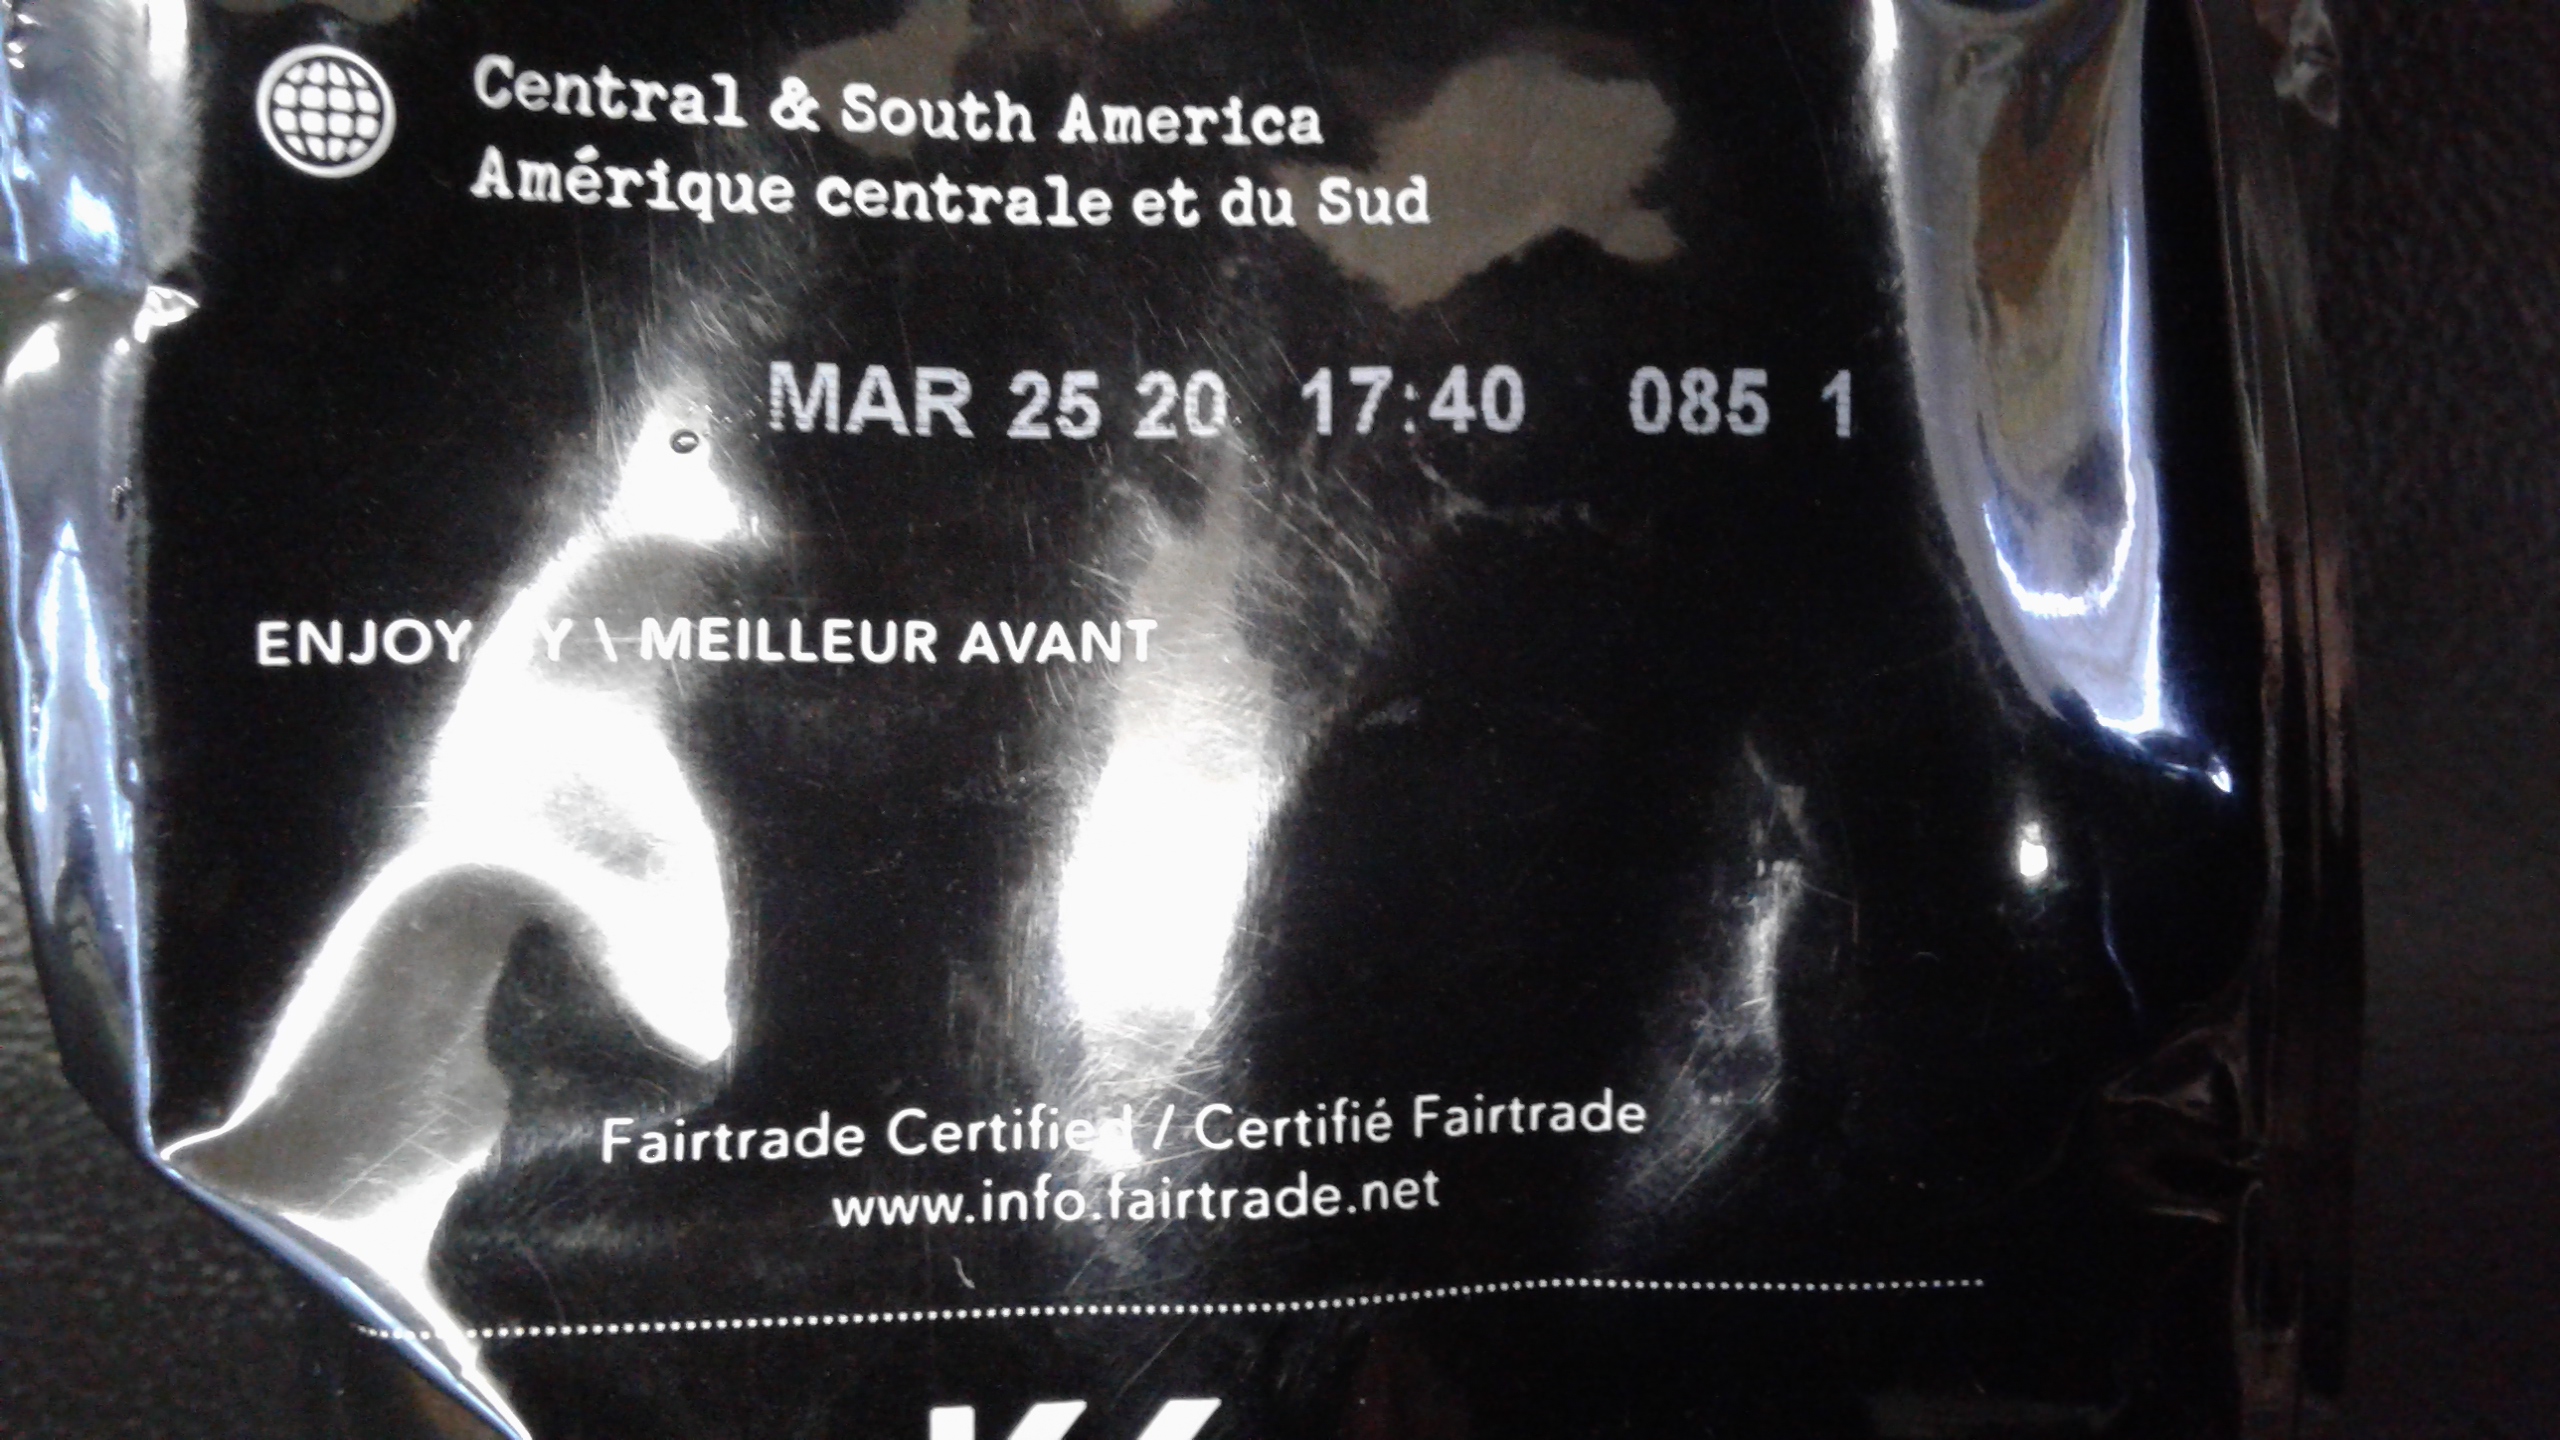 Central & South America
Amérique centrale et du Sud
MAR 25 20 17:40 085 1
ENJOY \ MEILLEUR AVANT
Fairtrade Certified / Certifié Fairtrade
www.info.fairtrade.net